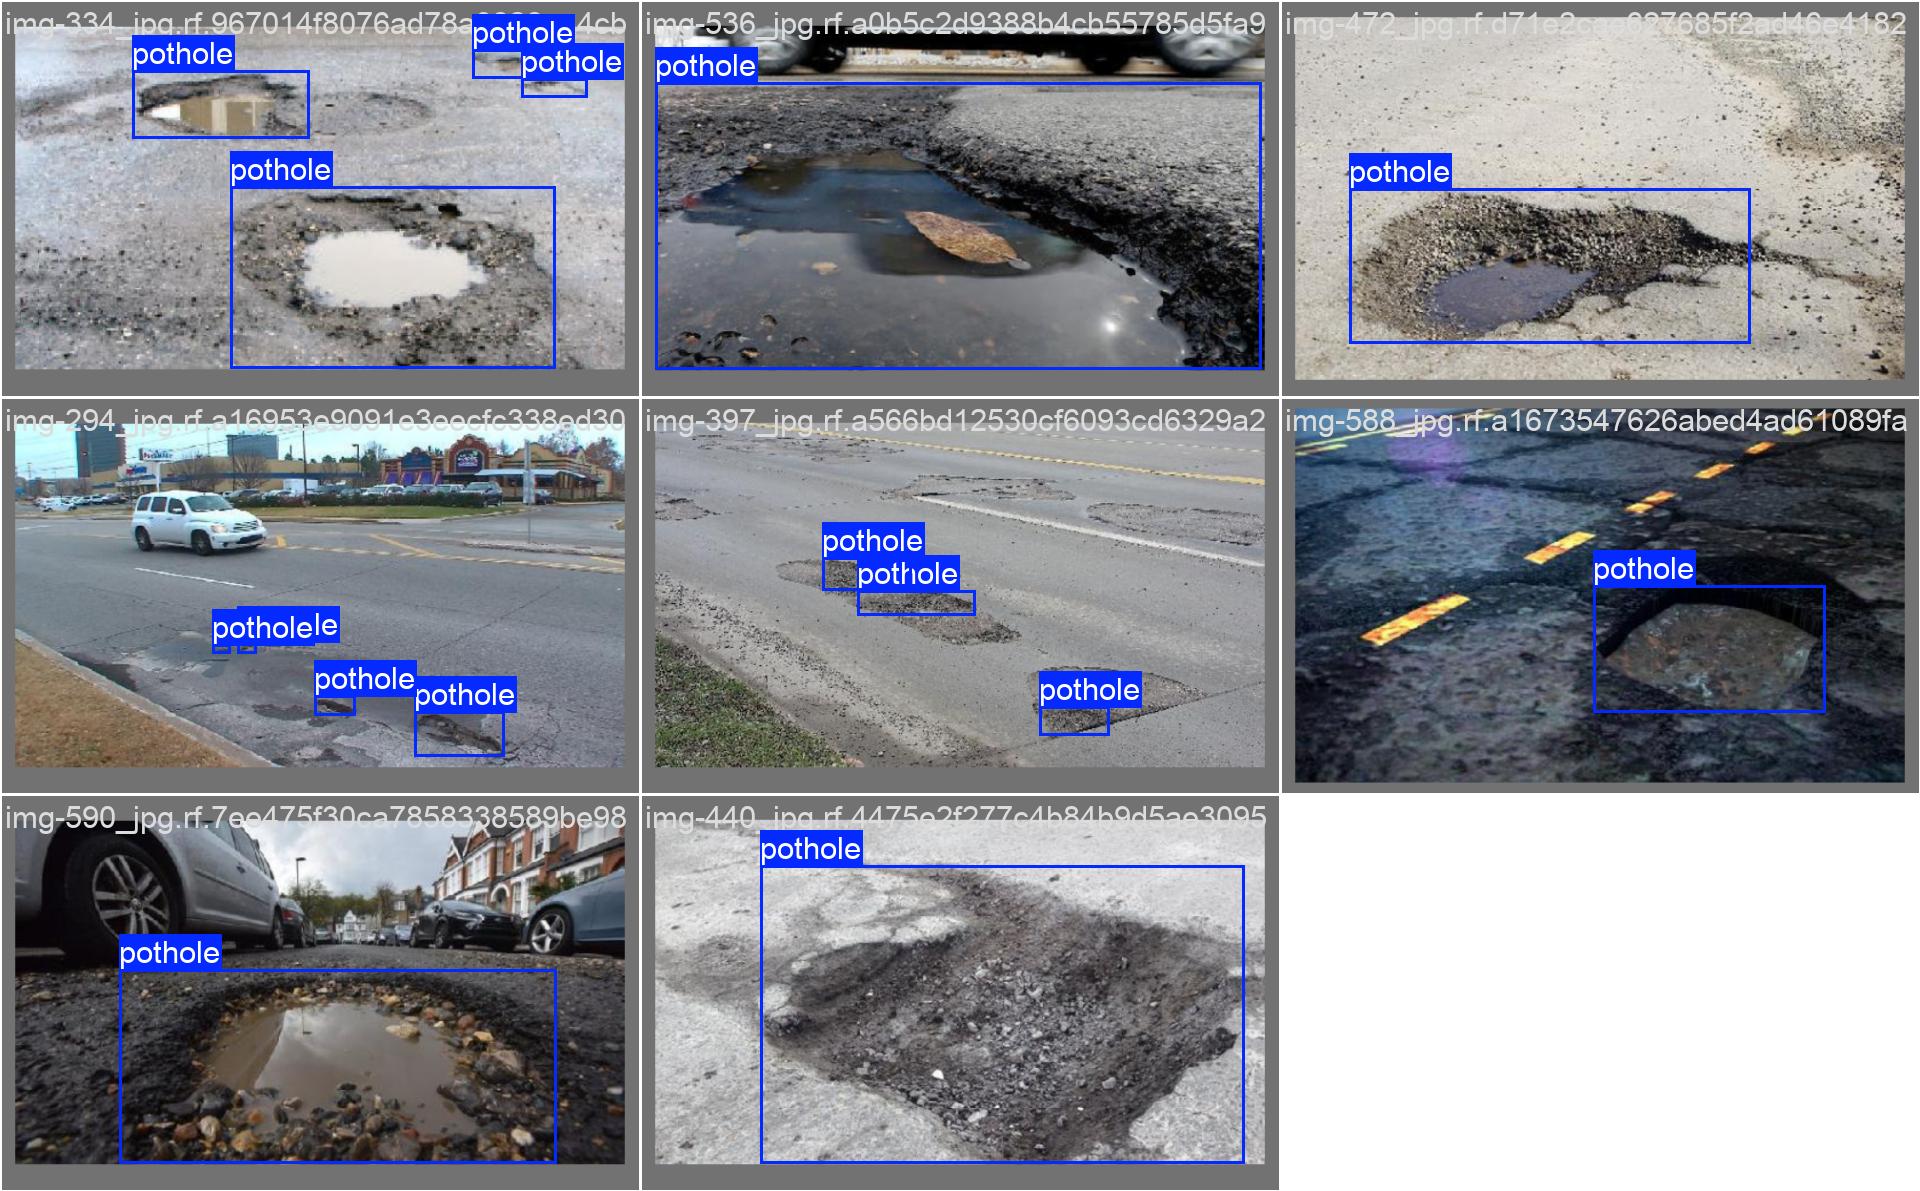 img-334_jpg.rf.967014f8076ad78a
4cb
pothole
pothole
pothole
pothole
img-536_jpg.rf.a0b5c2d9388b4cb55785d5fa9
pothole
img-472_jpg.rf.d71e2cae627685f2ad46e4182
pothole
img-294_jpg.rf.a16953e9091e3eecfc338ed30
pothole
le
pothole
pothole
img-397_jpg.rf.a566bd12530cf6093cd6329a2
pothole
pothole
pothole
img-588_jpg.rf.a1673547626abed4ad61089fa
pothole
img-590_jpg.rf.7ee475f30ca7858338589be98
pothole
img-440_jpg.rf.4475e2f277c4b84b9d5ae3095
pothole